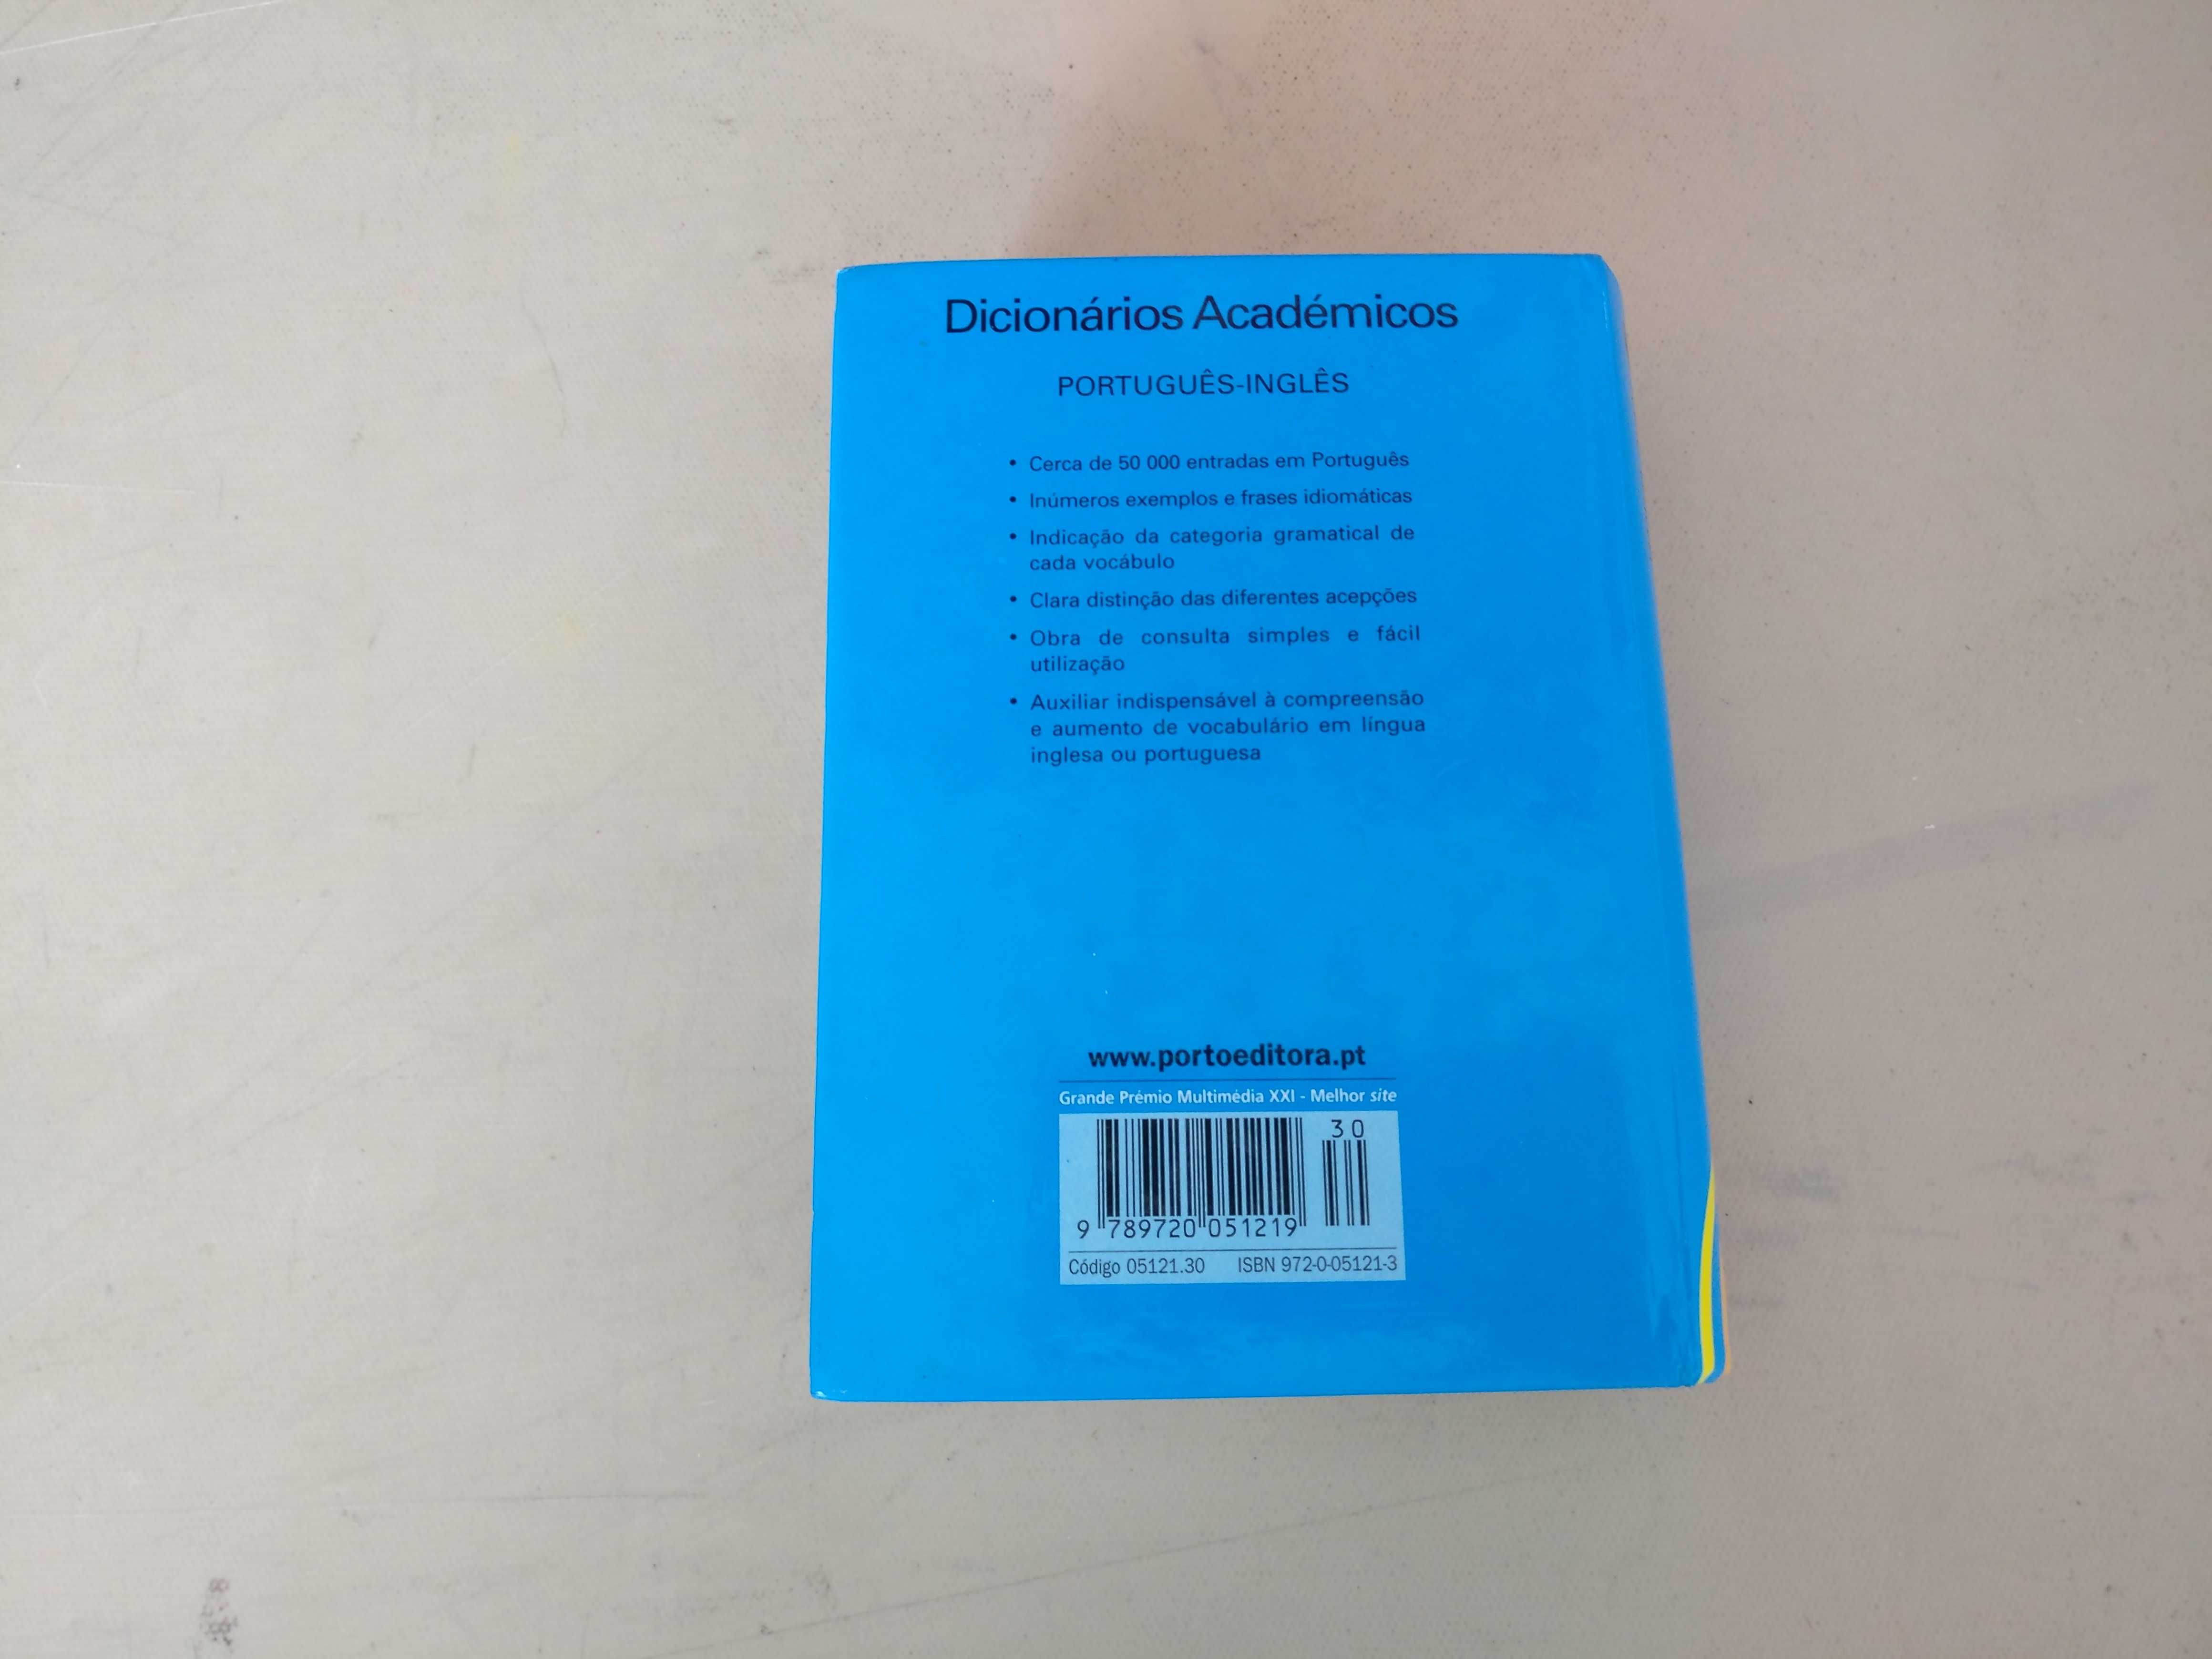 Dicionários Académicos
PORTUGUÊS-INGLÊS
• Cerca de 50 000 entradas em Português
• Inúmeros exemplos e frases idiomáticas
• Indicação da categoria gramatical de
cada vocábulo
• Clara distinção das diferentes acepções
• Obra de consulta simples e fácil
utilização
• Auxiliar indispensável à compreensão
e aumento de vocabulário em língua
inglesa ou portuguesa
www.portoeditora.pt
Grande Prémio Multimédia XXI - Melhor site
30
9 789720 051219
Código 05121.30 ISBN 972-0-05121-3